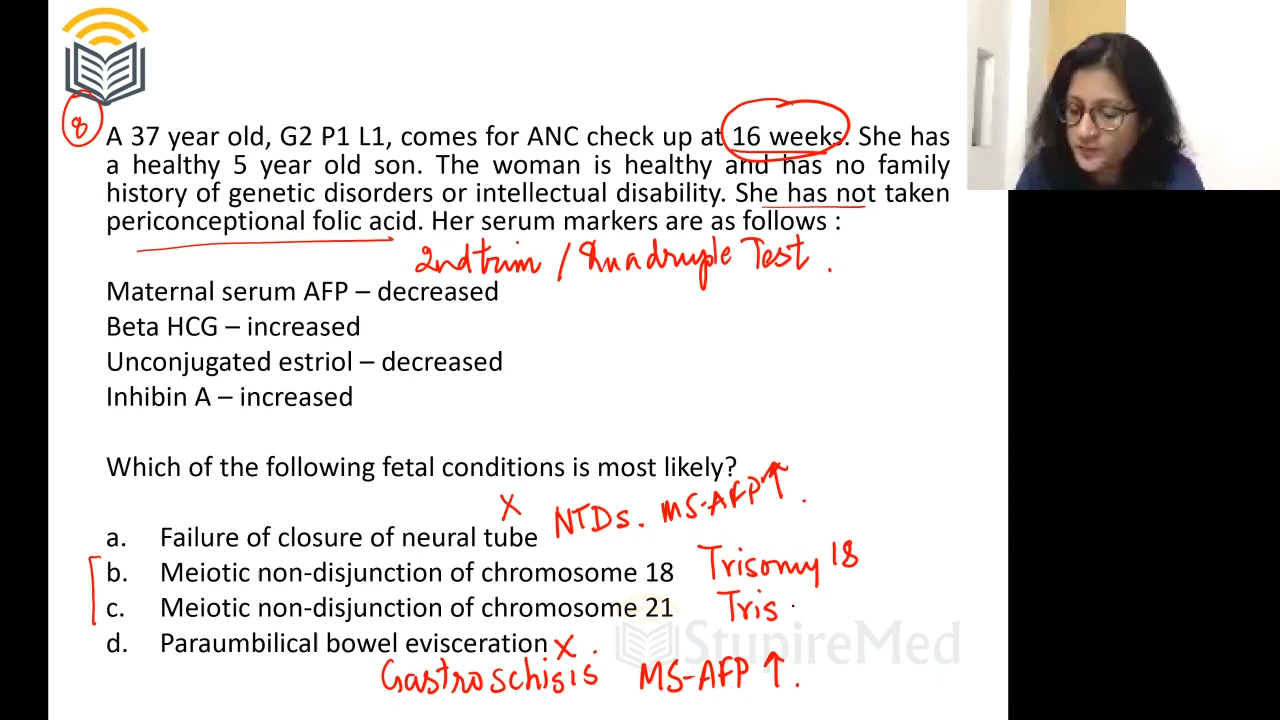 8
A 37 year old, G2 P1 L1, comes for ANC check up at 16 weeks. She has
a healthy 5 year old son. The woman is healthy and has no family
history of genetic disorders or intellectual disability. She has not taken
periconceptional folic acid. Her serum markers are as follows :
2nd trim / Quadruple Test .
Maternal serum AFP – decreased
Beta HCG – increased
Unconjugated estriol – decreased
Inhibin A – increased
Which of the following fetal conditions is most likely?
X NTDs. MS-AFP ↑ .
a. Failure of closure of neural tube
b. Meiotic non-disjunction of chromosome 18 Trisomy 18
c. Meiotic non-disjunction of chromosome 21 Tris
d. Paraumbilical bowel evisceration X .
StupireMed
Gastroschisis MS-AFP ↑ .